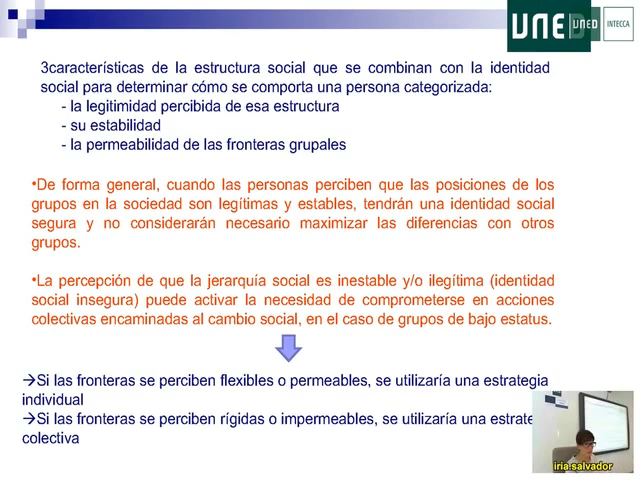 UNED
UNED
INTECCA
3características de la estructura social que se combinan con la identidad
social para determinar cómo se comporta una persona categorizada:
- la legitimidad percibida de esa estructura
- su estabilidad
- la permeabilidad de las fronteras grupales
•De forma general, cuando las personas perciben que las posiciones de los
grupos en la sociedad son legítimas y estables, tendrán una identidad social
segura y no considerarán necesario maximizar las diferencias con otros
grupos.
•La percepción de que la jerarquía social es inestable y/o ilegítima (identidad
social insegura) puede activar la necesidad de comprometerse en acciones
colectivas encaminadas al cambio social, en el caso de grupos de bajo estatus.
→Si las fronteras se perciben flexibles o permeables, se utilizaría una estrategia
individual
→Si las fronteras se perciben rígidas o impermeables, se utilizaría una estrate
colectiva
iria.salvador